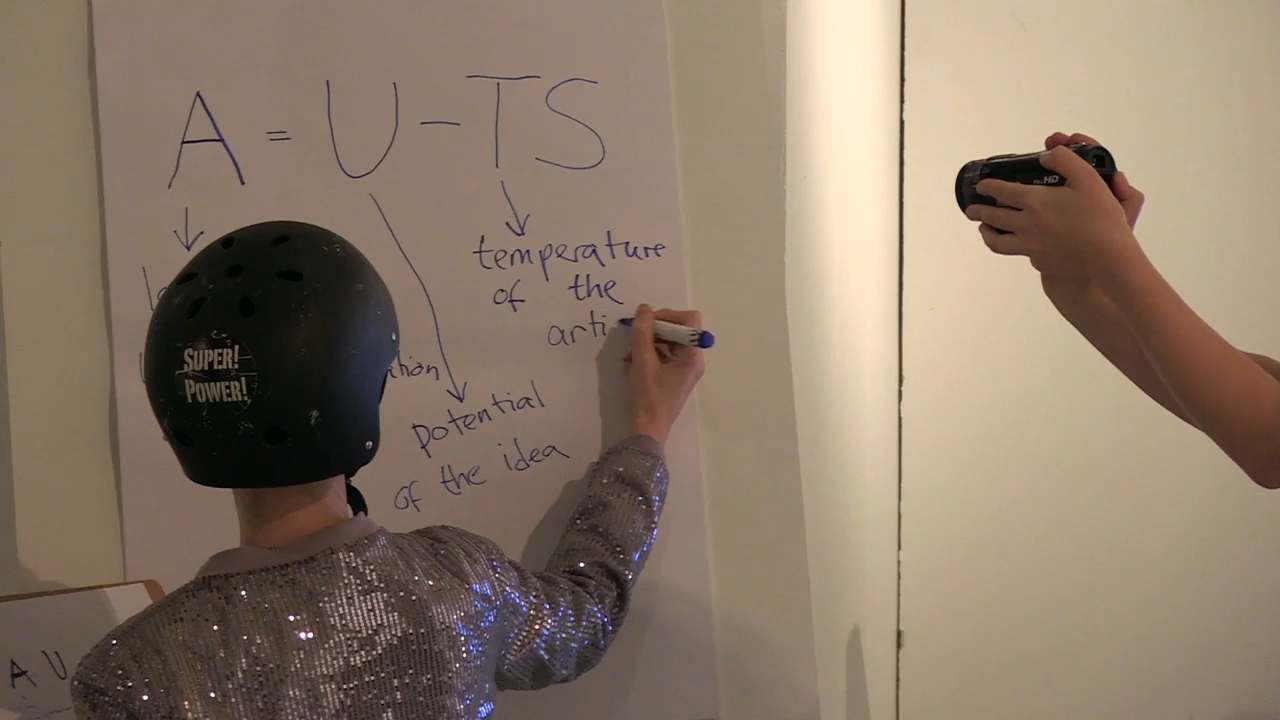 A = U - TS
temperature
of the
arti
potential
of the idea
SUPER!
POWER!
HD
A U